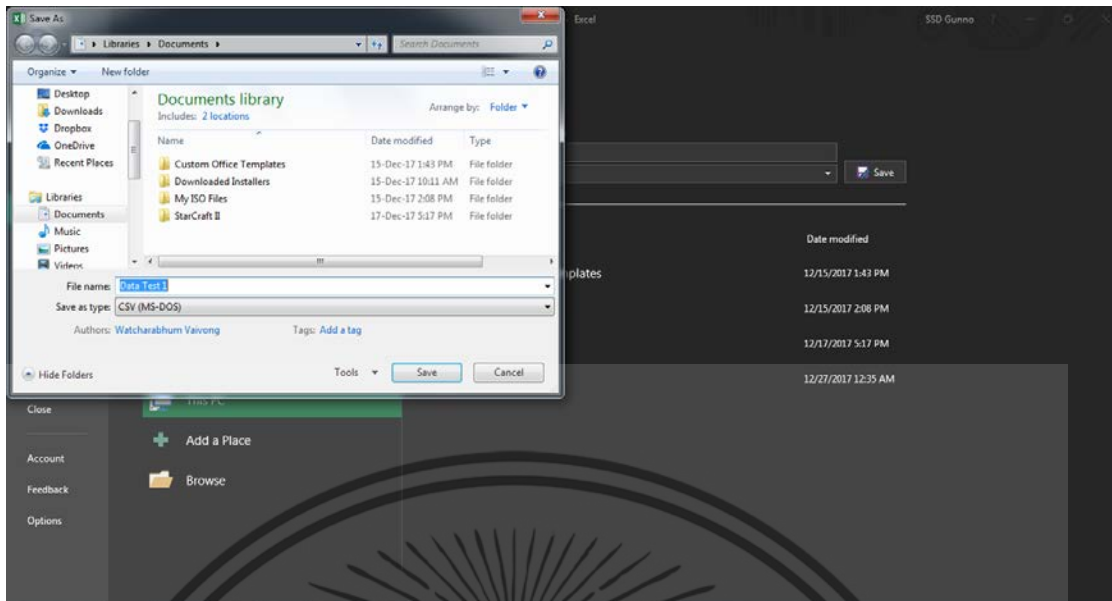 Save As
Excel
SSD Gunno
?
Libraries
Documents
Search Documents
Organize
New folder
Desktop
Downloads
Dropbox
OneDrive
Recent Places
Libraries
Documents
Music
Pictures
Videos
Documents library
Includes: 2 locations
Arrange by: Folder
Name Date modified Type
Custom Office Templates 15-Dec-17 1:43 PM File folder
Downloaded Installers 15-Dec-17 10:11 AM File folder
My ISO Files 15-Dec-17 2:08 PM File folder
StarCraft II 17-Dec-17 5:17 PM File folder
File name: Data Test 1
Save as type: CSV (MS-DOS)
Authors: Watcharabhum Vaivong Tags: Add a tag
Hide Folders Tools Save Cancel
Save
Date modified
mplates 12/15/2017 1:43 PM
12/15/2017 2:08 PM
12/17/2017 5:17 PM
12/27/2017 12:35 AM
This PC
Close
Add a Place
Account
Browse
Feedback
Options